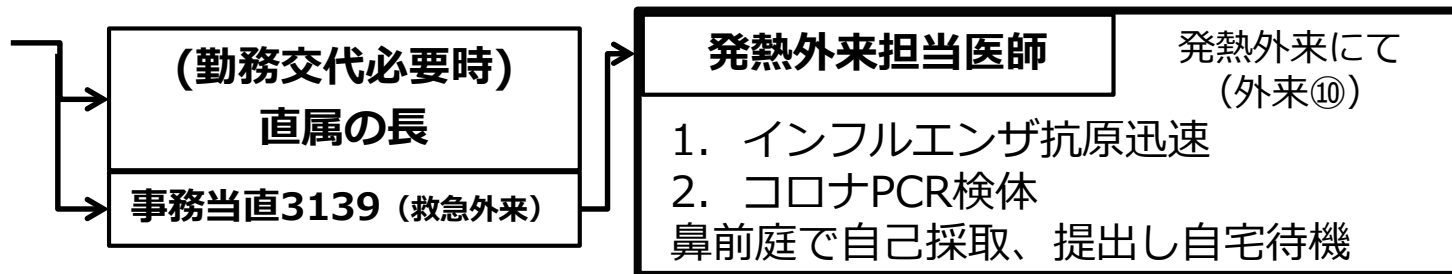 (勤務交代必要時)
直属の長
事務当直3139（救急外来）
発熱外来担当医師
発熱外来にて
（外来⑩）
1. インフルエンザ抗原迅速
2. コロナPCR検体
鼻前庭で自己採取、提出し自宅待機